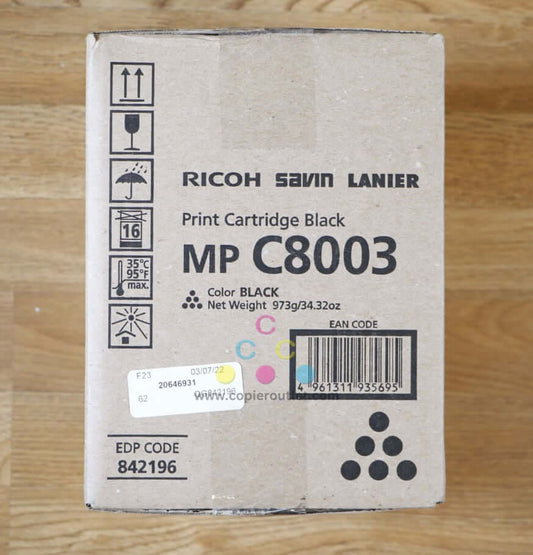 RICOH SAVIN LANIER
Print Cartridge Black
MP C8003
Color BLACK
Net Weight 973g/34.32oz
16
35°C
95°F
max.
EAN CODE
4 961311 935695
F23 03/07/22
20646931
62 OG842196
C
C C
www.copieroutlet.com
EDP CODE
842196